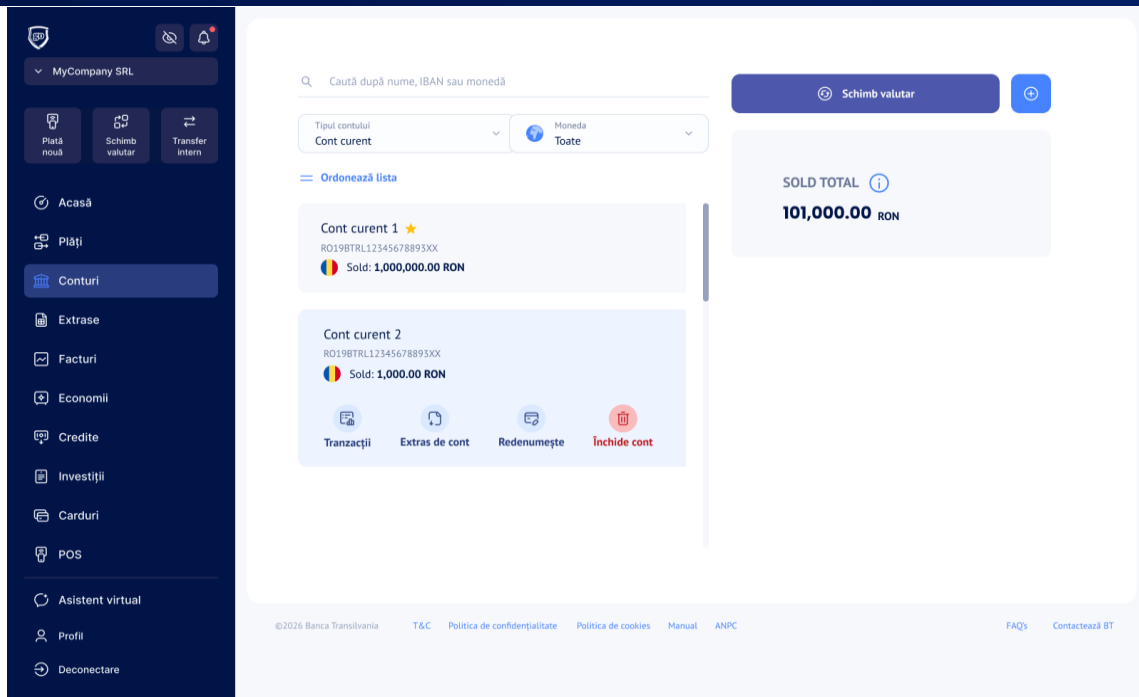 MyCompany SRL
Plată nouă
Schimb valutar
Transfer intern
Acasă
Plăți
Conturi
Extrase
Facturi
Economii
Credite
Investiții
Carduri
POS
Asistent virtual
Profil
Deconectare
Caută după nume, IBAN sau monedă
Tipul contului
Cont curent
Moneda
Toate
Ordonează lista
Cont curent 1
RO19BTRL12345678893XX
Sold: 1,000,000.00 RON
Cont curent 2
RO19BTRL12345678893XX
Sold: 1,000.00 RON
Tranzacții
Extras de cont
Redenumește
Închide cont
Schimb valutar
SOLD TOTAL
101,000.00 RON
©2026 Banca Transilvania
T&C
Politica de confidențialitate
Politica de cookies
Manual
ANPC
FAQ's
Contactează BT